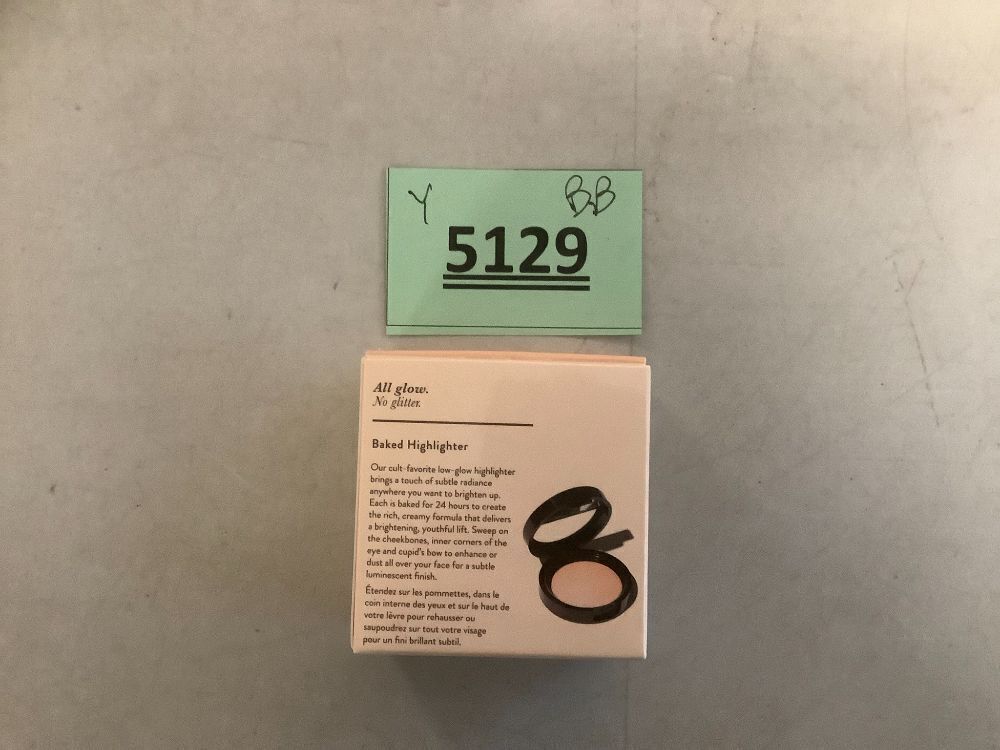 Y BB
5129
All glow.
No glitter.
Baked Highlighter
Our cult-favorite low-glow highlighter
brings a touch of subtle radiance
anywhere you want to brighten up.
Each is baked for 24 hours to create
the rich, creamy formula that delivers
a brightening, youthful lift. Sweep on
the cheekbones, inner corners of the
eye and cupid's bow to enhance or
dust all over your face for a subtle
luminescent finish.
Étendez sur les pommettes, dans le
coin interne des yeux et sur le haut de
votre lèvre pour rehausser ou
saupoudrez sur tout votre visage
pour un fini brillant subtil.